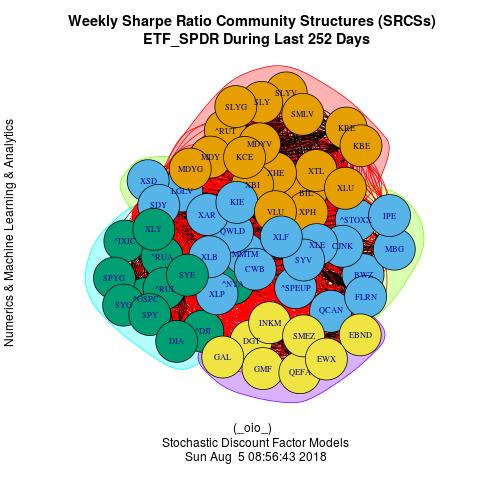 Weekly Sharpe Ratio Community Structures (SRCSs)
ETF_SPDR During Last 252 Days
Numerics & Machine Learning & Analytics
SLYV
SLYG
SLY
SMLV
^RUT
KRE
MDYV
KBE
MDY
KCE
MDYG
XHE
XTL
XSD
XBI
XLU
LGLV
BIL
SDY
KIE
XAR
VLU
XPH
^STOXX
IPE
XLY
QWLD
XLF
^IXIC
XLE
CJNK
MBG
^RUA
XLB
MMTM
SYV
CWB
SPYG
SYE
BWZ
^RUI
^NYA
^SPEUP
FLRN
SYG
^GSPC
XLP
SPY
QCAN
^DJI
INKM
DIA
DGT
SMEZ
EBND
GAL
EWX
GMF
QEFA
(_oio_)
Stochastic Discount Factor Models
Sun Aug 5 08:56:43 2018